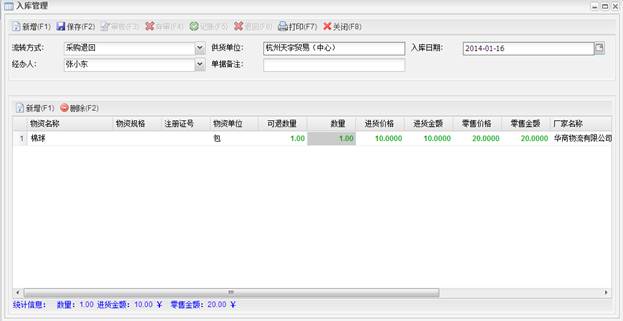 入库管理
新增(F1) 保存(F2) 审核(F3) 弃审(F4) 记账(F5) 退回(F6) 打印(F7) 关闭(F8)
流转方式: 采购退回 供货单位: 杭州天宇贸易（中心） 入库日期: 2014-01-16
经办人: 张小东 单据备注:
新增(F1) 删除(F2)
物资名称 物资规格 注册证号 物资单位 可退数量 数量 进货价格 进货金额 零售价格 零售金额 厂家名称
1 棉球 包 1.00 1.00 10.0000 10.0000 20.0000 20.0000 华商物流有限公司
统计信息: 数量: 1.00 进货金额: 10.00 ¥ 零售金额: 20.00 ¥